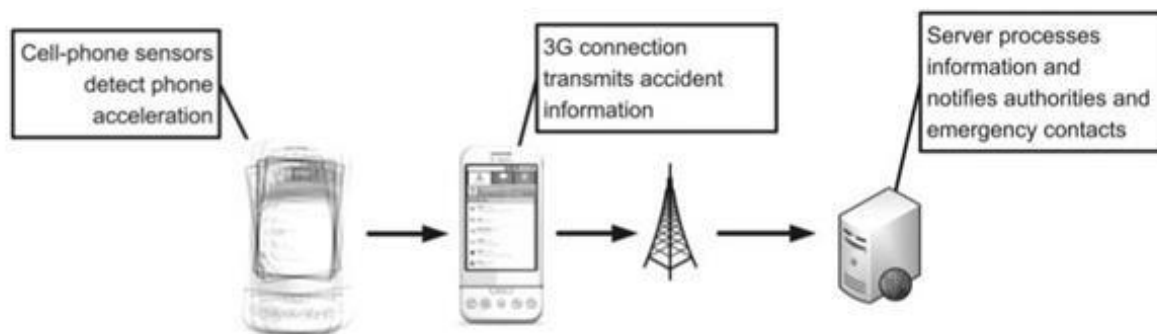 Cell-phone sensors
detect phone
acceleration
3G connection
transmits accident
information
Server processes
information and
notifies authorities and
emergency contacts